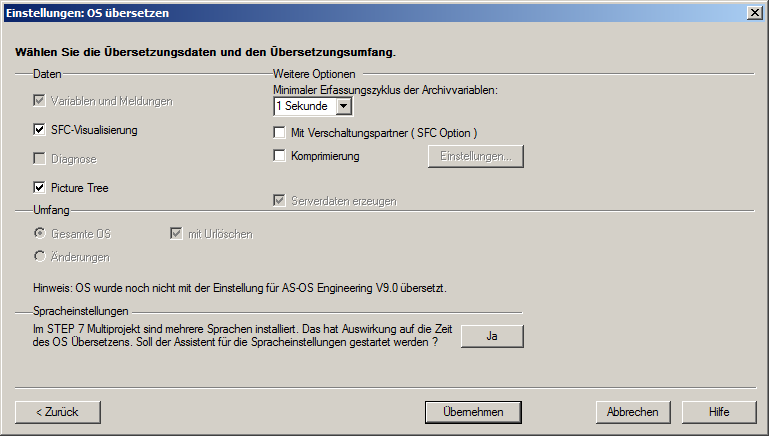 Einstellungen: OS übersetzen
Wählen Sie die Übersetzungsdaten und den Übersetzungsumfang.
Daten
Variablen und Meldungen
SFC-Visualisierung
Diagnose
Picture Tree
Weitere Optionen
Minimaler Erfassungszyklus der Archivvariablen:
1 Sekunde
Mit Verschaltungspartner ( SFC Option )
Komprimierung
Einstellungen...
Serverdaten erzeugen
Umfang
Gesamte OS
mit Urlöschen
Änderungen
Hinweis: OS wurde noch nicht mit der Einstellung für AS-OS Engineering V9.0 übersetzt.
Spracheinstellungen
Im STEP 7 Multiprojekt sind mehrere Sprachen installiert. Das hat Auswirkung auf die Zeit
des OS Übersetzens. Soll der Assistent für die Spracheinstellungen gestartet werden ?
Ja
< Zurück
Übernehmen
Abbrechen
Hilfe